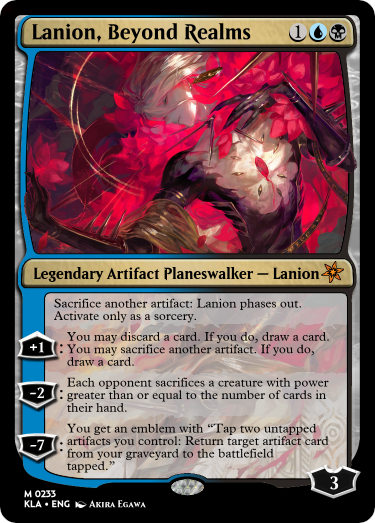 Lanion, Beyond Realms 1
Legendary Artifact Planeswalker — Lanion
Sacrifice another artifact: Lanion phases out.
Activate only as a sorcery.
+1: You may discard a card. If you do, draw a card.
You may sacrifice another artifact. If you do,
draw a card.
-2: Each opponent sacrifices a creature with power
greater than or equal to the number of cards in
their hand.
-7: You get an emblem with “Tap two untapped
artifacts you control: Return target artifact card
from your graveyard to the battlefield
tapped.”
3
M 0233
KLA • ENG Akira Egawa